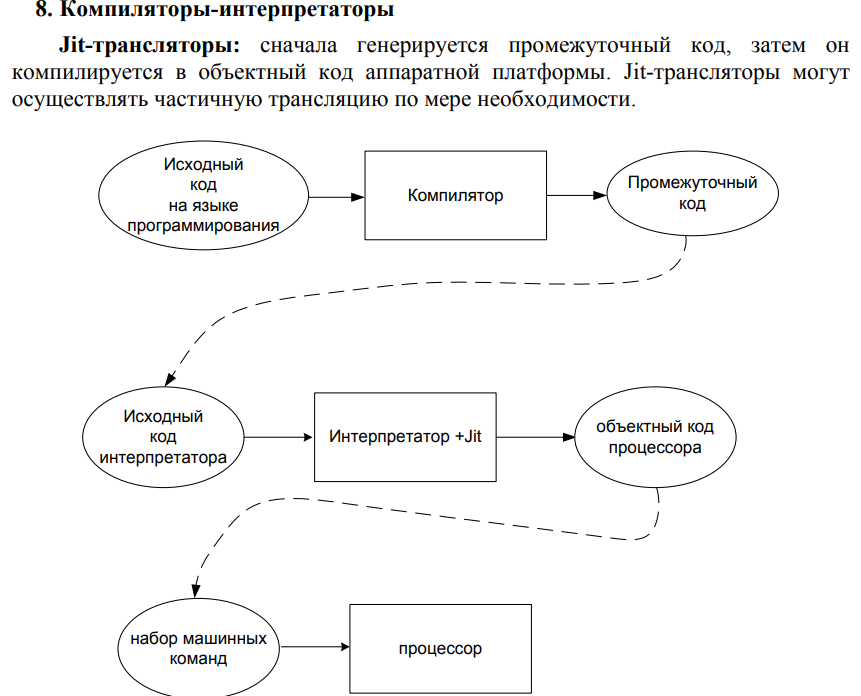 8. Компиляторы-интерпретаторы
Jit-трансляторы: сначала генерируется промежуточный код, затем он
компилируется в объектный код аппаратной платформы. Jit-трансляторы могут
осуществлять частичную трансляцию по мере необходимости.
Исходный
код
на языке
программирования
Компилятор
Промежуточный
код
Исходный
код
интерпретатора
Интерпретатор +Jit
объектный код
процессора
набор машинных
команд
процессор